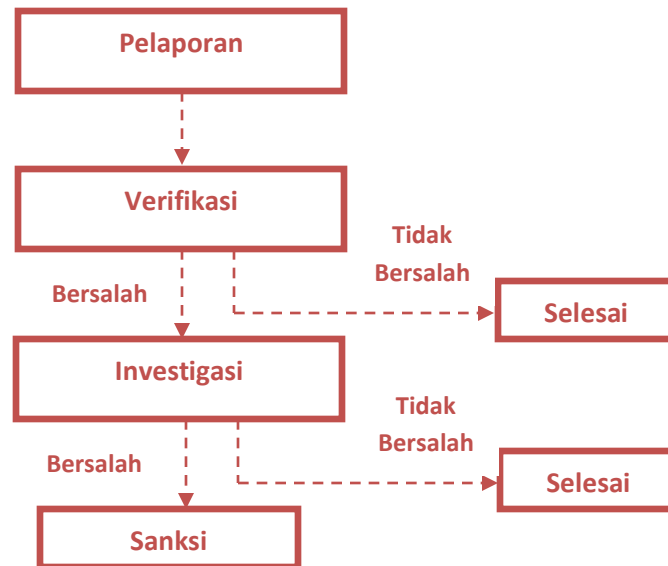 Pelaporan
Verifikasi
Tidak
Bersalah
Bersalah
Selesai
Investigasi
Tidak
Bersalah
Bersalah
Selesai
Sanksi